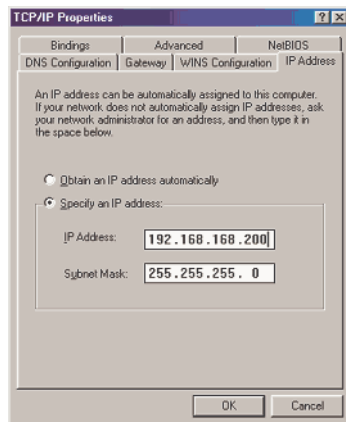 TCP/IP Properties
Bindings Advanced NetBIOS
DNS Configuration Gateway WINS Configuration IP Address
An IP address can be automatically assigned to this computer.
If your network does not automatically assign IP addresses, ask
your network administrator for an address, and then type it in
the space below.
Obtain an IP address automatically
Specify an IP address:
IP Address: 192.168.168.200
Subnet Mask: 255.255.255. 0
OK Cancel